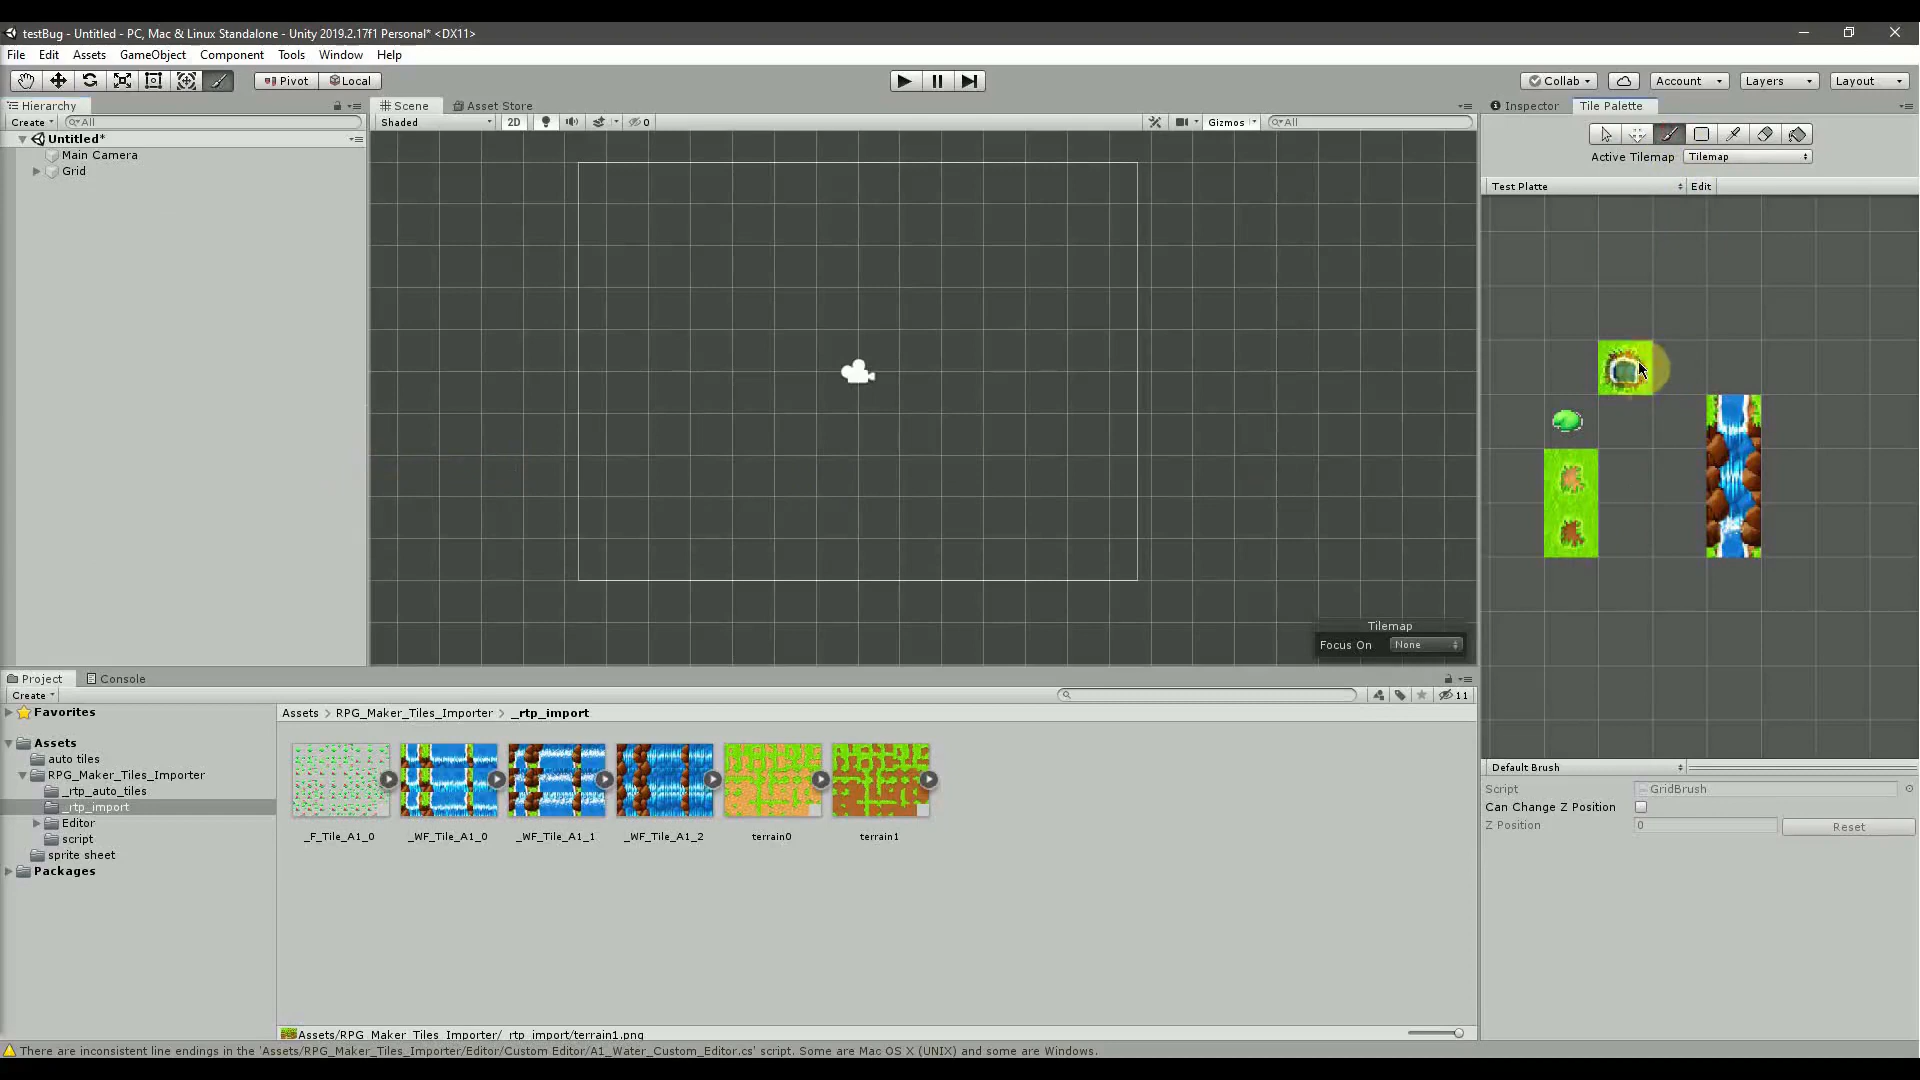 testBug - Untitled - PC, Mac & Linux Standalone - Unity 2019.2.17f1 Personal* <DX11>
File Edit Assets GameObject Component Tools Window Help
Pivot Local Collab Account Layers Layout
Hierarchy Scene Asset Store Inspector Tile Palette
Create All Shaded 2D 0 Gizmos All
Untitled*
Main Camera
Grid
Active Tilemap Tilemap
Test Platte Edit
Tilemap
Focus On None
Project Console
Create 11
Favorites
Assets
auto tiles
RPG_Maker_Tiles_Importer
_rtp_auto_tiles
_rtp_import
Editor
script
sprite sheet
Packages
Assets > RPG_Maker_Tiles_Importer > _rtp_import
_F_Tile_A1_0 _WF_Tile_A1_0 _WF_Tile_A1_1 _WF_Tile_A1_2 terrain0 terrain1
Default Brush
Script GridBrush
Can Change Z Position
Z Position 0 Reset
Assets/RPG_Maker_Tiles_Importer/_rtp_import/terrain1.png
There are inconsistent line endings in the 'Assets/RPG_Maker_Tiles_Importer/Editor/Custom Editor/A1_Water_Custom_Editor.cs' script. Some are Mac OS X (UNIX) and some are Windows.